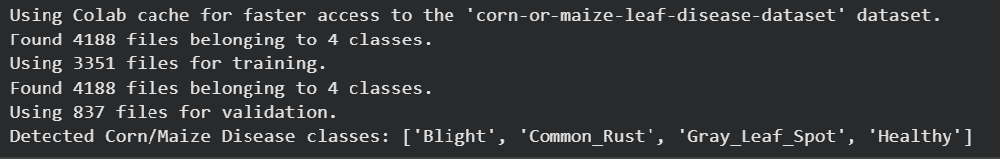 Using Colab cache for faster access to the 'corn-or-maize-leaf-disease-dataset' dataset.
Found 4188 files belonging to 4 classes.
Using 3351 files for training.
Found 4188 files belonging to 4 classes.
Using 837 files for validation.
Detected Corn/Maize Disease classes: ['Blight', 'Common_Rust', 'Gray_Leaf_Spot', 'Healthy']